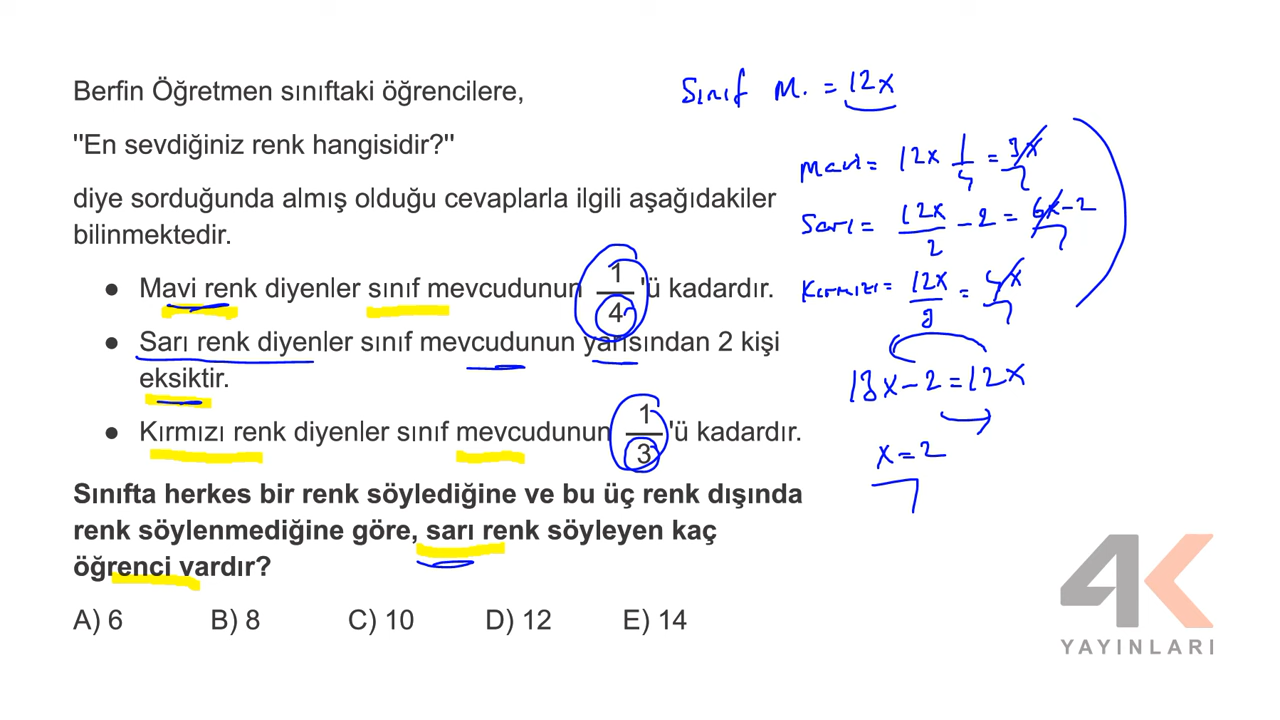 Berfin Öğretmen sınıftaki öğrencilere,
"En sevdiğiniz renk hangisidir?"
diye sorduğunda almış olduğu cevaplarla ilgili aşağıdakiler
bilinmektedir.
● Mavi renk diyenler sınıf mevcudunun 1/4 'ü kadardır.
● Sarı renk diyenler sınıf mevcudunun yarısından 2 kişi
eksiktir.
● Kırmızı renk diyenler sınıf mevcudunun 1/3 'ü kadardır.
Sınıfta herkes bir renk söylediğine ve bu üç renk dışında
renk söylenmediğine göre, sarı renk söyleyen kaç
öğrenci vardır?
A) 6 B) 8 C) 10 D) 12 E) 14
Sınıf M. = 12x
Mavi = 12x 1/4 = 3x
Sarı = 12x/2 - 2 = 6x - 2
Kırmızı = 12x/3 = 4x
13x - 2 = 12x
x = 2
4K
YAYINLARI